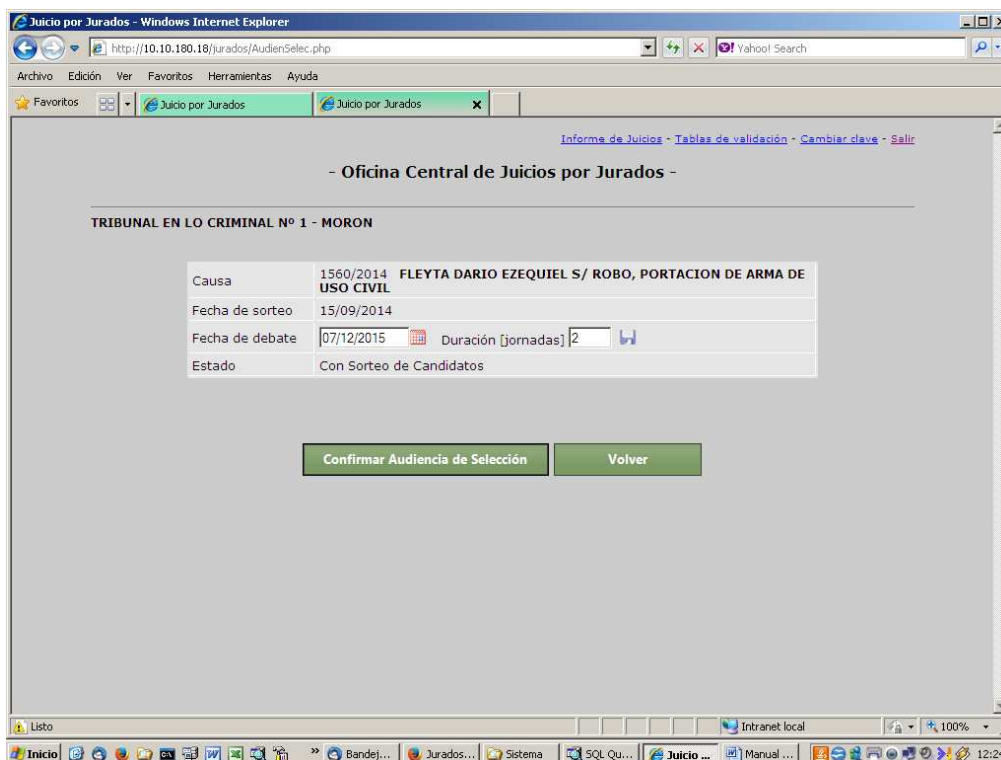 Juicio por Jurados - Windows Internet Explorer
http://10.10.180.18/jurados/AudienSelec.php
Yahoo! Search
Archivo Edición Ver Favoritos Herramientas Ayuda
Favoritos Juicio por Jurados Juicio por Jurados
Informe de Juicios - Tablas de validación - Cambiar clave - Salir
- Oficina Central de Juicios por Jurados -
TRIBUNAL EN LO CRIMINAL Nº 1 - MORON
Causa 1560/2014 FLEYTA DARIO EZEQUIEL S/ ROBO, PORTACION DE ARMA DE
USO CIVIL
Fecha de sorteo 15/09/2014
Fecha de debate 07/12/2015 Duración [jornadas] 2
Estado Con Sorteo de Candidatos
Confirmar Audiencia de Selección Volver
Listo Intranet local 100%
Inicio » Bandej... Jurados... Sistema SQL Qu... Juicio ... Manual ... 12:24